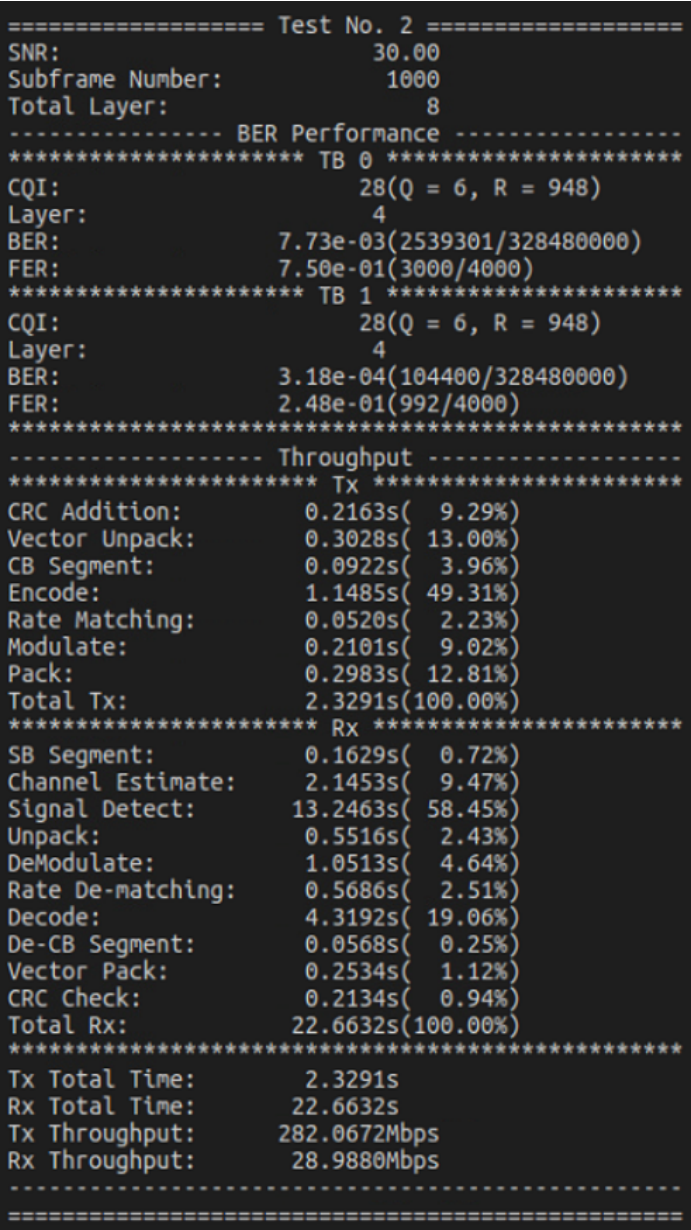 =================== Test No. 2 ===================
SNR:                       30.00
Subframe Number:            1000
Total Layer:                   8
---------------- BER Performance -----------------
********************** TB 0 **********************
CQI:                      28(Q = 6, R = 948)
Layer:                     4
BER:                7.73e-03(2539301/328480000)
FER:                7.50e-01(3000/4000)
********************** TB 1 **********************
CQI:                      28(Q = 6, R = 948)
Layer:                     4
BER:                3.18e-04(104400/328480000)
FER:                2.48e-01(992/4000)
**************************************************
------------------- Throughput -------------------
*********************** Tx ***********************
CRC Addition:         0.2163s(  9.29%)
Vector Unpack:        0.3028s( 13.00%)
CB Segment:           0.0922s(  3.96%)
Encode:               1.1485s( 49.31%)
Rate Matching:        0.0520s(  2.23%)
Modulate:             0.2101s(  9.02%)
Pack:                 0.2983s( 12.81%)
Total Tx:             2.3291s(100.00%)
*********************** Rx ***********************
SB Segment:           0.1629s(  0.72%)
Channel Estimate:     2.1453s(  9.47%)
Signal Detect:       13.2463s( 58.45%)
Unpack:               0.5516s(  2.43%)
DeModulate:           1.0513s(  4.64%)
Rate De-matching:     0.5686s(  2.51%)
Decode:               4.3192s( 19.06%)
De-CB Segment:        0.0568s(  0.25%)
Vector Pack:          0.2534s(  1.12%)
CRC Check:            0.2134s(  0.94%)
Total Rx:            22.6632s(100.00%)
**************************************************
Tx Total Time:        2.3291s
Rx Total Time:       22.6632s
Tx Throughput:      282.0672Mbps
Rx Throughput:       28.9880Mbps
--------------------------------------------------
==================================================